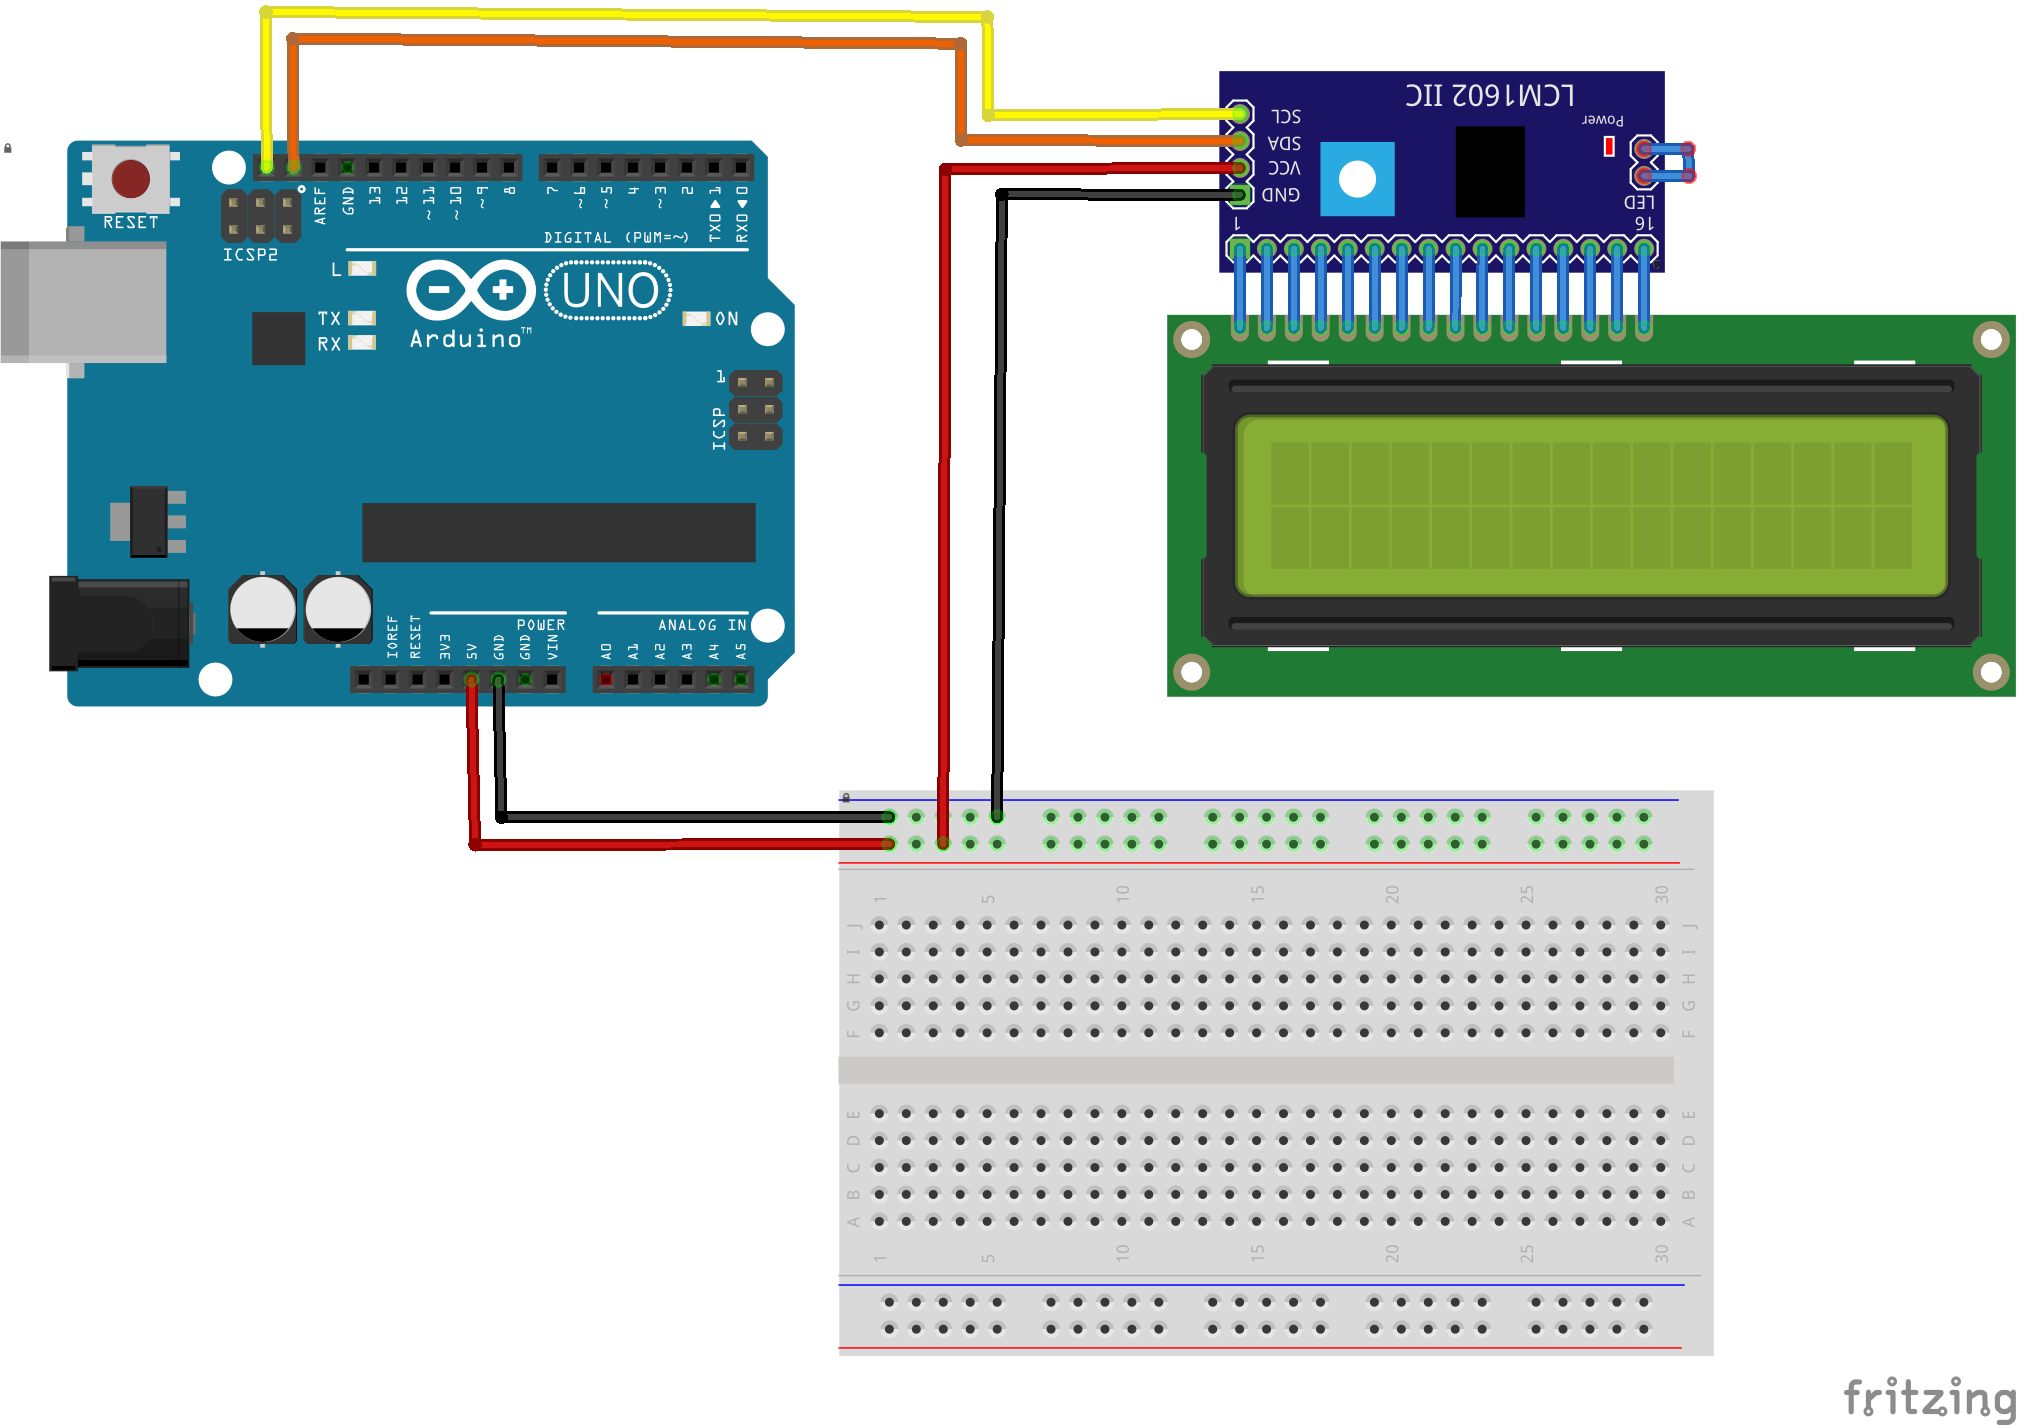 LCM1602 IIC
Power
SCL
SDA
VCC
GND
LED
1
16
RESET
ICSP2
AREF
GND
13
12
~11
~10
~9
8
7
~6
~5
4
~3
2
TX0▶1
RX0◀0
DIGITAL (PWM=~)
L
TX
RX
UNO
ON
Arduino™
1
ICSP
POWER
ANALOG IN
IOREF
RESET
3V3
5V
GND
GND
VIN
A0
A1
A2
A3
A4
A5
1 5 10 15 20 25 30
J J
I I
H H
G G
F F
E E
D D
C C
B B
A A
1 5 10 15 20 25 30
fritzing